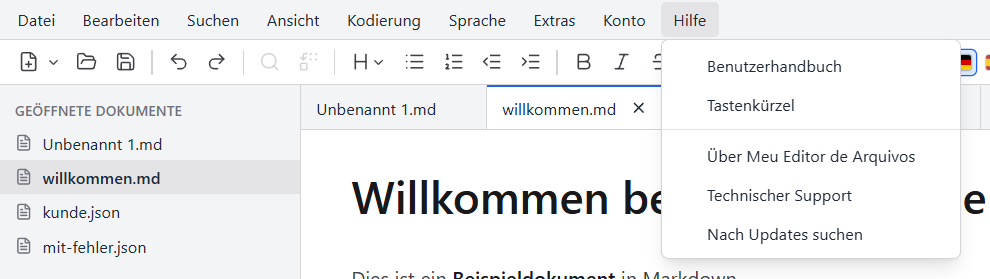 Datei Bearbeiten Suchen Ansicht Kodierung Sprache Extras Konto Hilfe
H B I S
GEÖFFNETE DOKUMENTE
Unbenannt 1.md
willkommen.md
kunde.json
mit-fehler.json
Unbenannt 1.md willkommen.md
Willkommen be
Dies ist ein Beispieldokument in Markdown
Benutzerhandbuch
Tastenkürzel
Über Meu Editor de Arquivos
Technischer Support
Nach Updates suchen